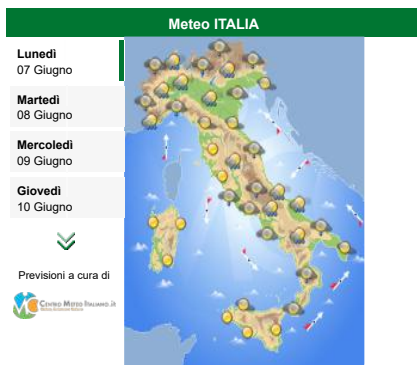 Meteo ITALIA
Lunedì
07 Giugno
Martedì
08 Giugno
Mercoledì
09 Giugno
Giovedì
10 Giugno
Previsioni a cura di
Centro Meteo Italiano.it